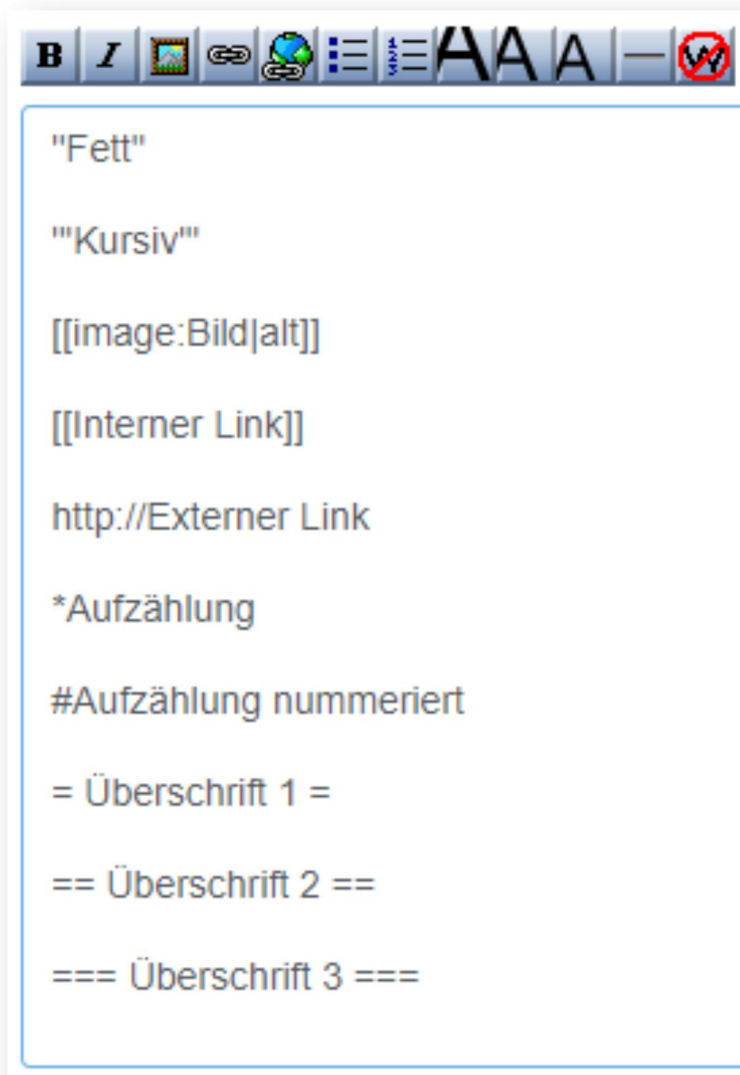 B I A A A W
''Fett''
'''Kursiv'''
[[image:Bild|alt]]
[[Interner Link]]
http://Externer Link
*Aufzählung
#Aufzählung nummeriert
= Überschrift 1 =
== Überschrift 2 ==
=== Überschrift 3 ===